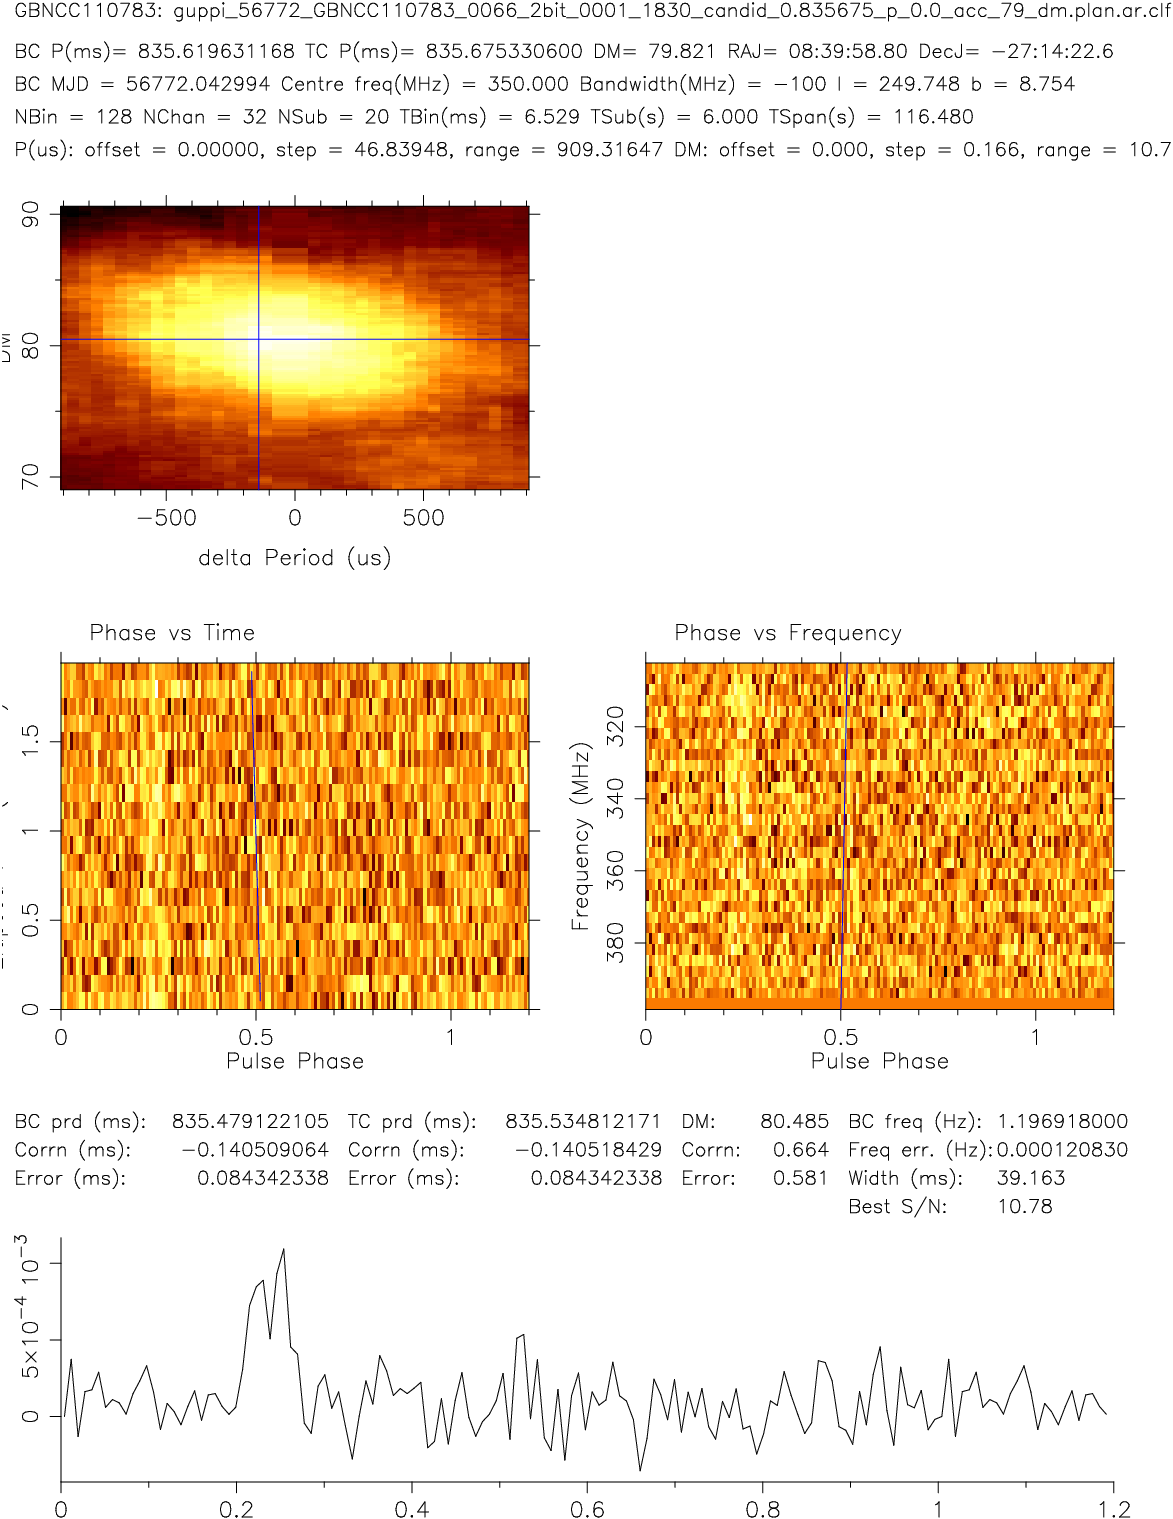 GBNCC110783: guppi_56772_GBNCC110783_0066_2bit_0001_1830_candid_0.835675_p_0.0_acc_79_dm.plan.ar.clf
BC P(ms)= 835.619631168 TC P(ms)= 835.675330600 DM= 79.821 RAJ= 08:39:58.80 DecJ= −27:14:22.6
BC MJD = 56772.042994 Centre freq(MHz) = 350.000 Bandwidth(MHz) = −100 l = 249.748 b = 8.754
NBin = 128 NChan = 32 NSub = 20 TBin(ms) = 6.529 TSub(s) = 6.000 TSpan(s) = 116.480
P(us): offset = 0.00000, step = 46.83948, range = 909.31647 DM: offset = 0.000, step = 0.166, range = 10.7
90
80
70
DM
−500 0 500
delta Period (us)
Phase vs Time
1.5
1
0.5
0
0 0.5 1
Pulse Phase
Phase vs Frequency
Frequency (MHz)
320
340
360
380
0 0.5 1
Pulse Phase
BC prd (ms): 835.479122105 TC prd (ms): 835.534812171 DM: 80.485 BC freq (Hz): 1.196918000
Corrn (ms): −0.140509064 Corrn (ms): −0.140518429 Corrn: 0.664 Freq err. (Hz): 0.000120830
Error (ms): 0.084342338 Error (ms): 0.084342338 Error: 0.581 Width (ms): 39.163
Best S/N: 10.78
10−3
5×10−4
0
0 0.2 0.4 0.6 0.8 1 1.2